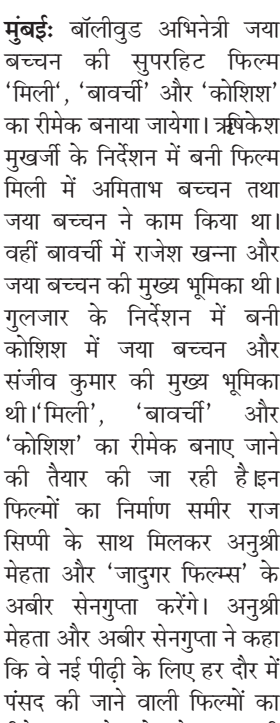 मुंबईः बॉलीवुड अभिनेत्री जया
बच्चन की सुपरहिट फिल्म
‘मिली‘, ‘बावर्ची’ और ‘कोशिश’
का रीमेक बनाया जायेगा। ऋषिकेश
मुखर्जी के निर्देशन में बनी फिल्म
मिली में अमिताभ बच्चन तथा
जया बच्चन ने काम किया था।
वहीं बावर्ची में राजेश खन्ना और
जया बच्चन की मुख्य भूमिका थी।
गुलजार के निर्देशन में बनी
कोशिश में जया बच्चन और
संजीव कुमार की मुख्य भूमिका
थी।‘मिली’, ‘बावर्ची’ और
‘कोशिश’ का रीमेक बनाए जाने
की तैयार की जा रही है।इन
फिल्मों का निर्माण समीर राज
सिप्पी के साथ मिलकर अनुश्री
मेहता और ‘जादुगर फिल्म्स’ के
अबीर सेनगुप्ता करेंगे। अनुश्री
मेहता और अबीर सेनगुप्ता ने कहा
कि वे नई पीढ़ी के लिए हर दौर में
पंसद की जाने वाली फिल्मों का